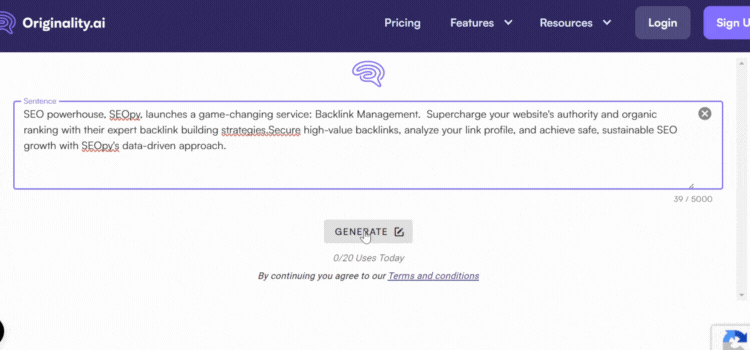 Originality.ai
Pricing
Features
Resources
Login
Sign U
Sentence
SEO powerhouse, SEOpy, launches a game-changing service: Backlink Management.  Supercharge your website's authority and organic
ranking with their expert backlink building strategies.Secure high-value backlinks, analyze your link profile, and achieve safe, sustainable SEO
growth with SEOpy's data-driven approach.
39 / 5000
GENERATE
0/20 Uses Today
By continuing you agree to our Terms and conditions